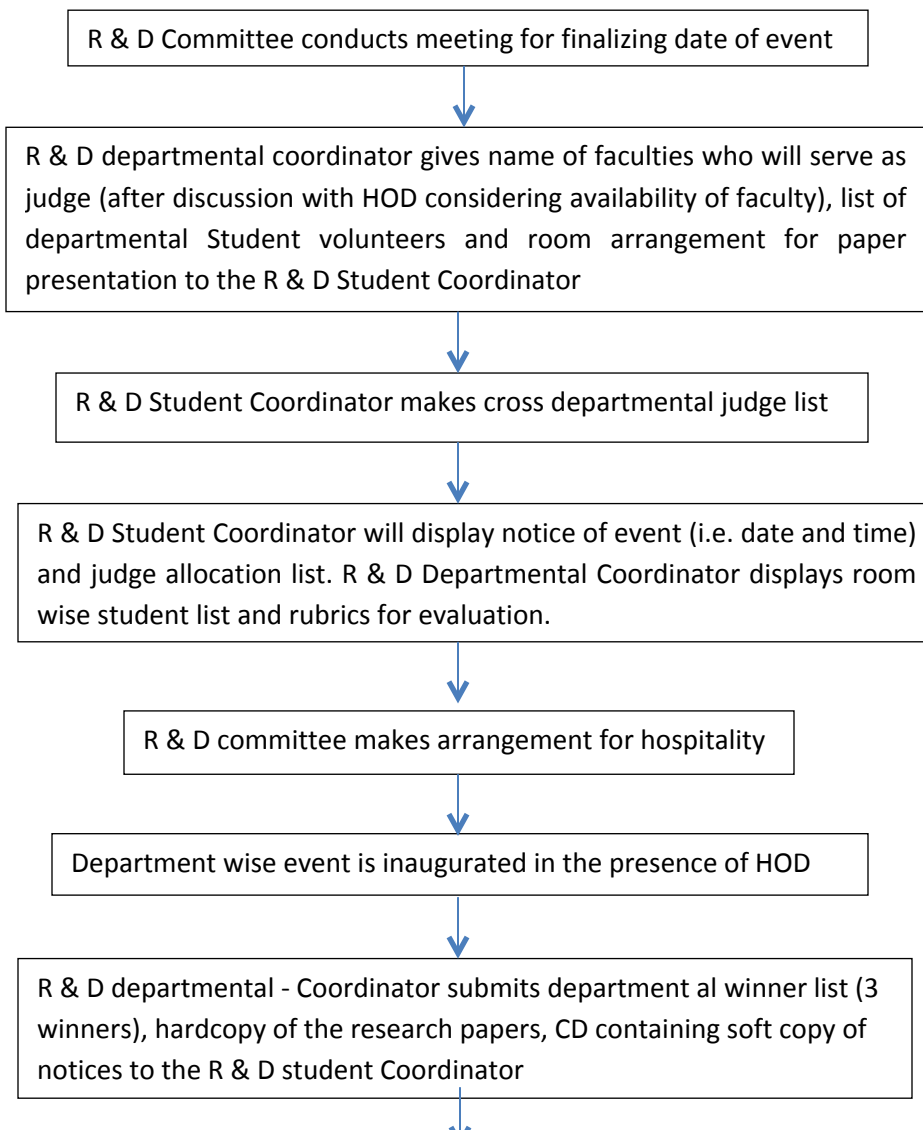 R & D Committee conducts meeting for finalizing date of event
R & D departmental coordinator gives name of faculties who will serve as
judge (after discussion with HOD considering availability of faculty), list of
departmental Student volunteers and room arrangement for paper
presentation to the R & D Student Coordinator
R & D Student Coordinator makes cross departmental judge list
R & D Student Coordinator will display notice of event (i.e. date and time)
and judge allocation list. R & D Departmental Coordinator displays room
wise student list and rubrics for evaluation.
R & D committee makes arrangement for hospitality
Department wise event is inaugurated in the presence of HOD
R & D departmental - Coordinator submits department al winner list (3
winners), hardcopy of the research papers, CD containing soft copy of
notices to the R & D student Coordinator